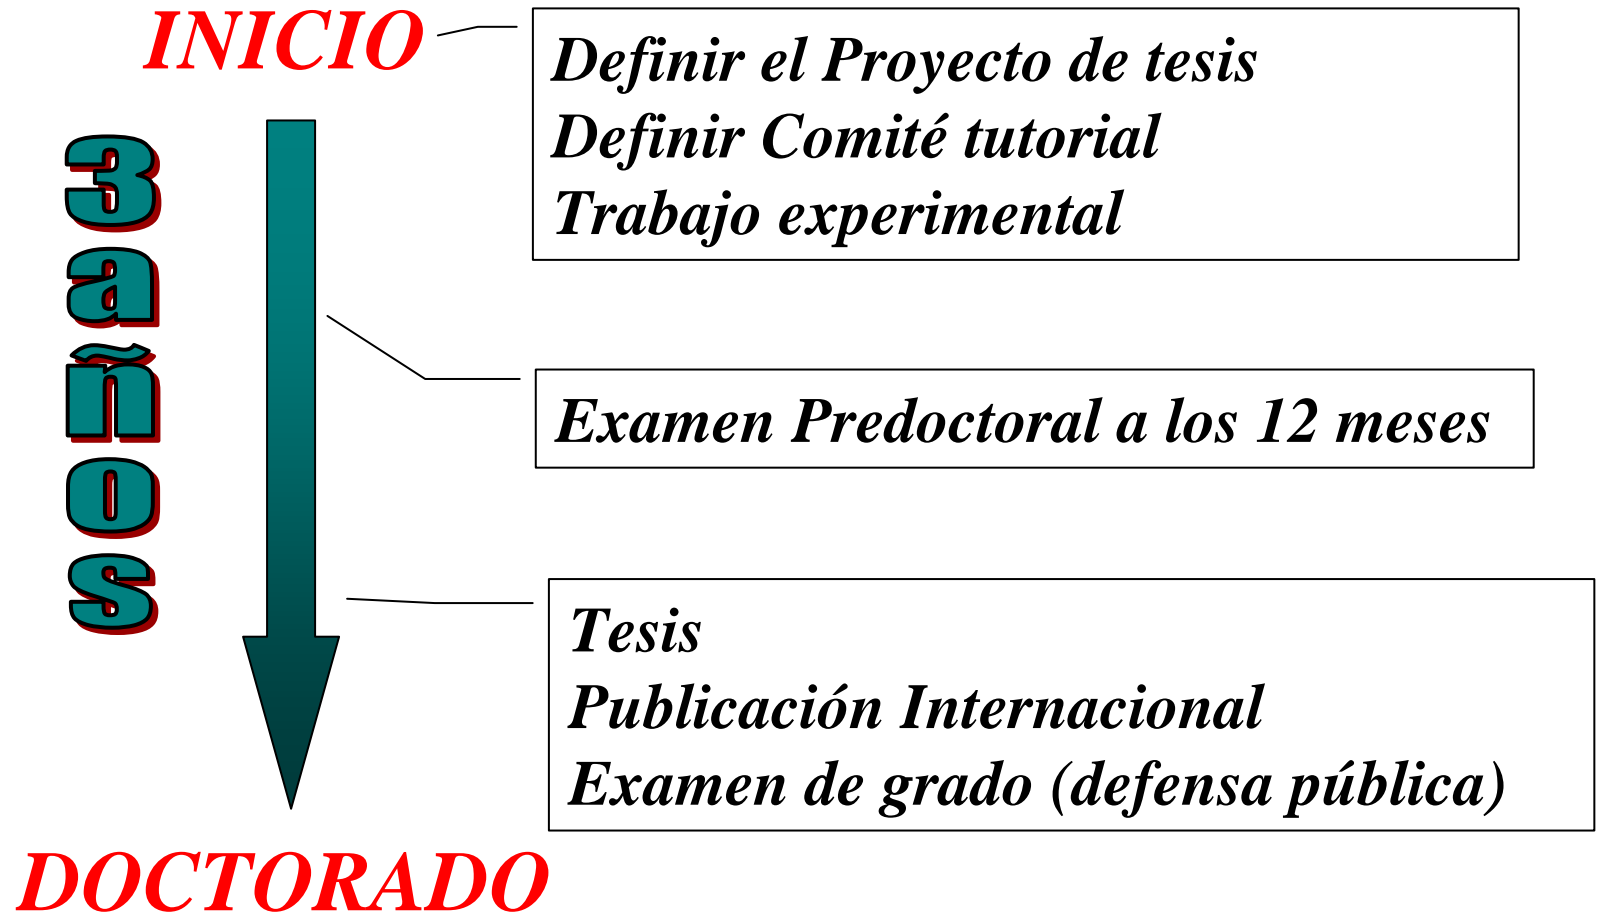 INICIO
Definir el Proyecto de tesis
Definir Comité tutorial
Trabajo experimental
3 años
Examen Predoctoral a los 12 meses
Tesis
Publicación Internacional
Examen de grado (defensa pública)
DOCTORADO